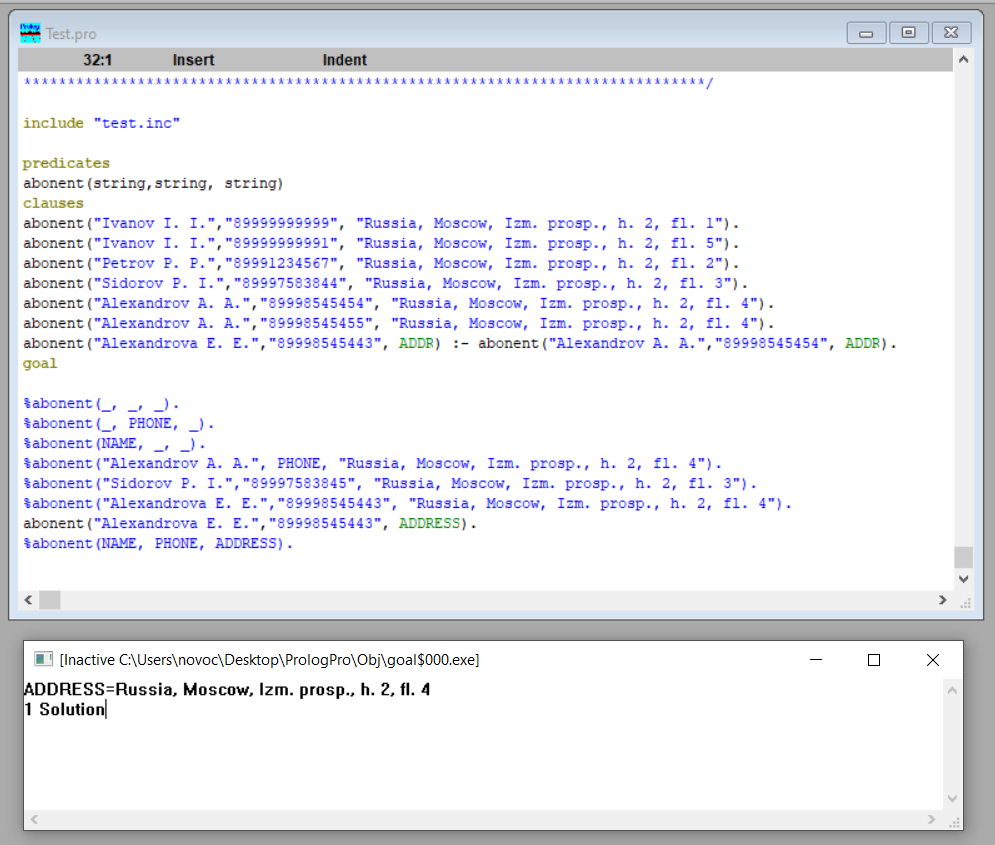 Test.pro
32:1 Insert Indent
******************************************************************************/
include "test.inc"
predicates
abonent(string,string, string)
clauses
abonent("Ivanov I. I.","89999999999", "Russia, Moscow, Izm. prosp., h. 2, fl. 1").
abonent("Ivanov I. I.","89999999991", "Russia, Moscow, Izm. prosp., h. 2, fl. 5").
abonent("Petrov P. P.","89991234567", "Russia, Moscow, Izm. prosp., h. 2, fl. 2").
abonent("Sidorov P. I.","89997583844", "Russia, Moscow, Izm. prosp., h. 2, fl. 3").
abonent("Alexandrov A. A.","89998545454", "Russia, Moscow, Izm. prosp., h. 2, fl. 4").
abonent("Alexandrov A. A.","89998545455", "Russia, Moscow, Izm. prosp., h. 2, fl. 4").
abonent("Alexandrova E. E.","89998545443", ADDR) :- abonent("Alexandrov A. A.","89998545454", ADDR).
goal
%abonent(_, _, _).
%abonent(_, PHONE, _).
%abonent(NAME, _, _).
%abonent("Alexandrov A. A.", PHONE, "Russia, Moscow, Izm. prosp., h. 2, fl. 4").
%abonent("Sidorov P. I.","89997583845", "Russia, Moscow, Izm. prosp., h. 2, fl. 3").
%abonent("Alexandrova E. E.","89998545443", "Russia, Moscow, Izm. prosp., h. 2, fl. 4").
abonent("Alexandrova E. E.","89998545443", ADDRESS).
%abonent(NAME, PHONE, ADDRESS).
[Inactive C:\Users\novoc\Desktop\PrologPro\Obj\goal$000.exe]
ADDRESS=Russia, Moscow, Izm. prosp., h. 2, fl. 4
1 Solution